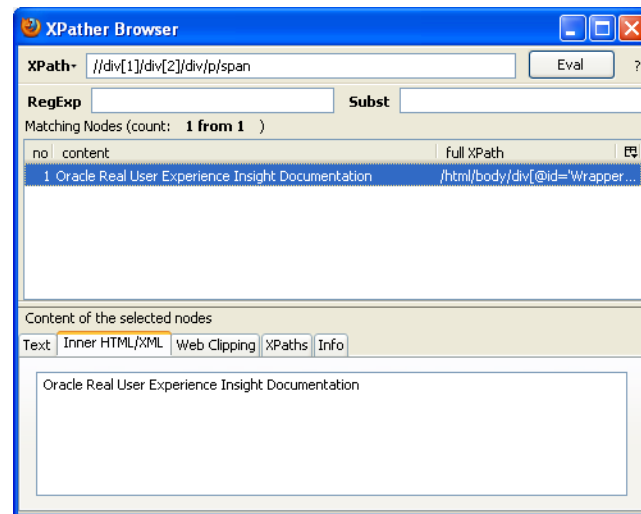 XPather Browser
XPath //div[1]/div[2]/div/p/span Eval ?
RegExp Subst
Matching Nodes (count: 1 from 1 )
no content full XPath
1 Oracle Real User Experience Insight Documentation /html/body/div[@id='Wrapper...
Content of the selected nodes
Text Inner HTML/XML Web Clipping XPaths Info
Oracle Real User Experience Insight Documentation